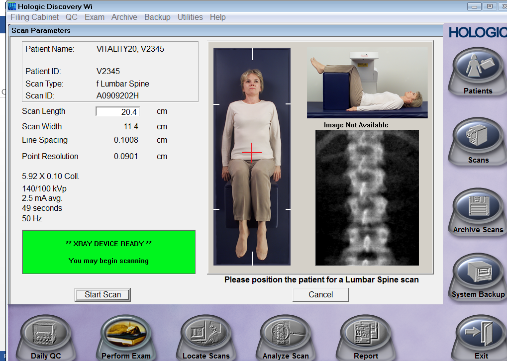 Hologic Discovery Wi
Filing Cabinet QC Exam Archive Backup Utilities Help
Scan Parameters
HOLOGIC
Patient Name: VITALITY20, V2345
Patient ID: V2345
Scan Type: f Lumbar Spine
Scan ID: A0909202H
Scan Length 20.4 cm
Scan Width 11.4 cm
Line Spacing 0.1008 cm
Point Resolution 0.0901 cm
5.92 X 0.10 Coll.
140/100 kVp
2.5 mA avg.
49 seconds
50 Hz
** XRAY DEVICE READY **
You may begin scanning
Image Not Available
Please position the patient for a Lumbar Spine scan
Start Scan
Cancel
Patients
Scans
Archive Scans
System Backup
Daily QC
Perform Exam
Locate Scans
Analyze Scan
Report
Exit